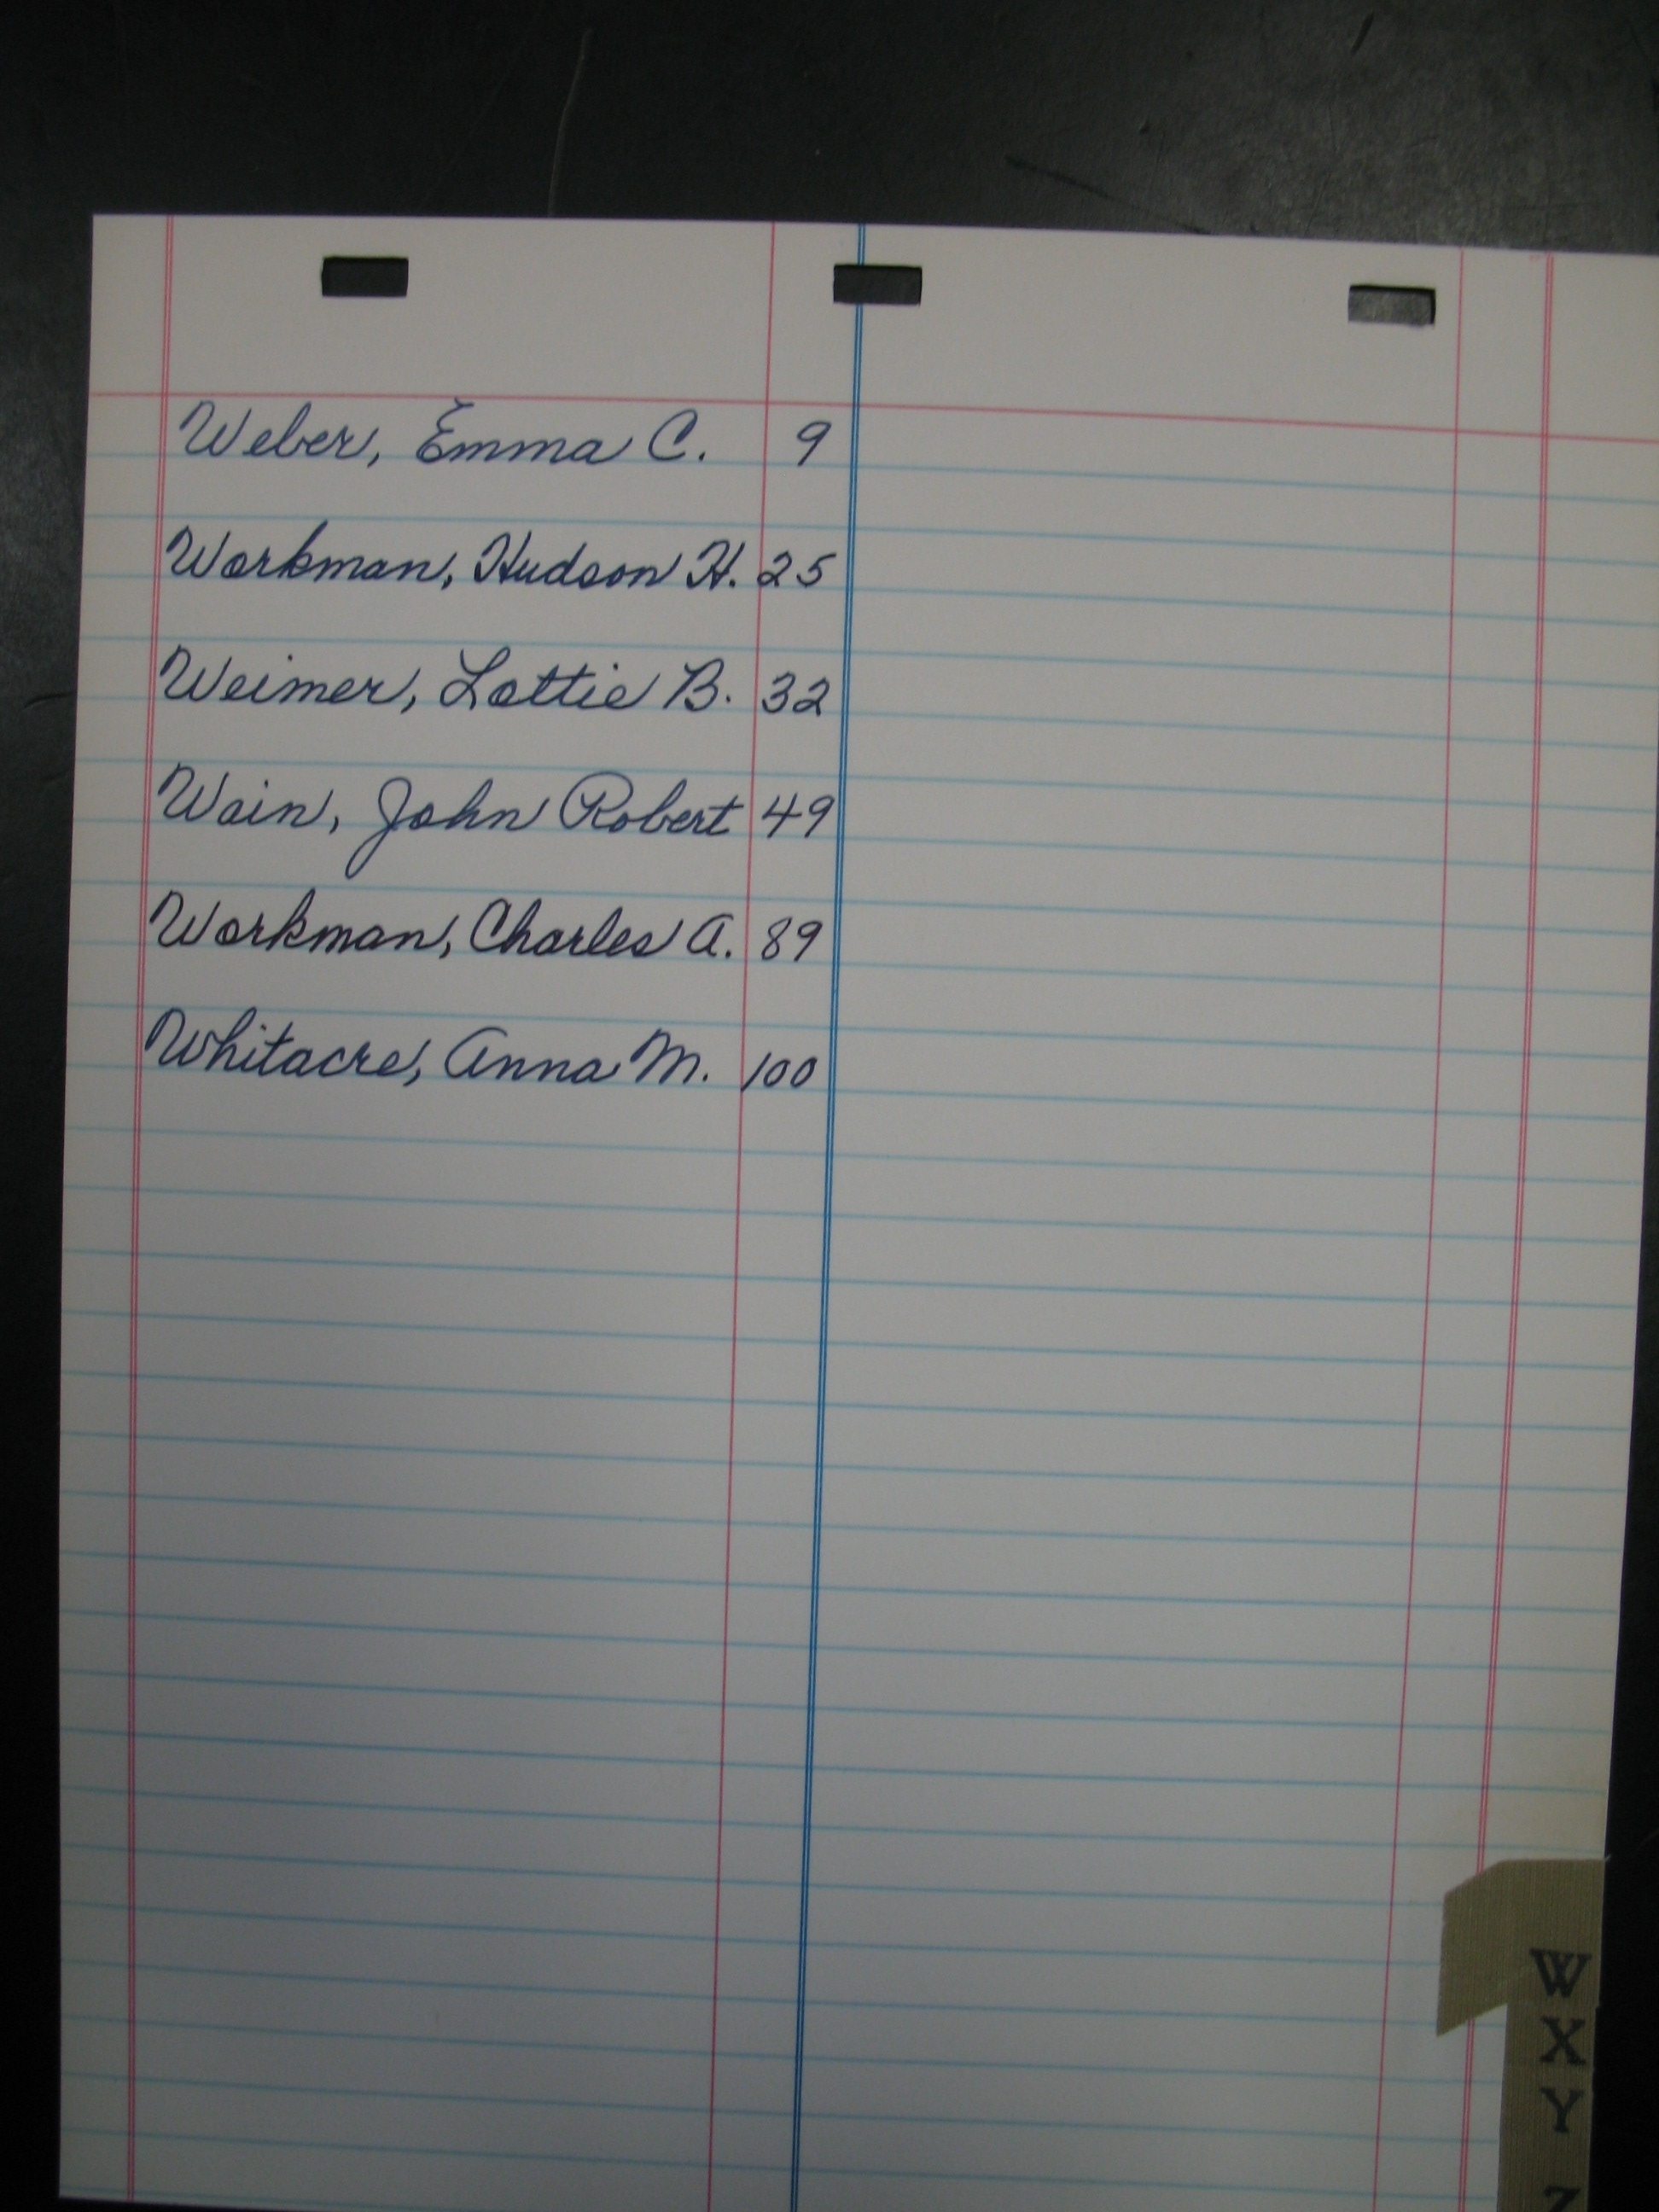 Weber, Emma C. 9
Workman, Hudson H. 25
Weimer, Lottie B. 32
Wain, John Robert 49
Workman, Charles A. 89
Whitacre, Anna M. 100
W
X
Y
Z